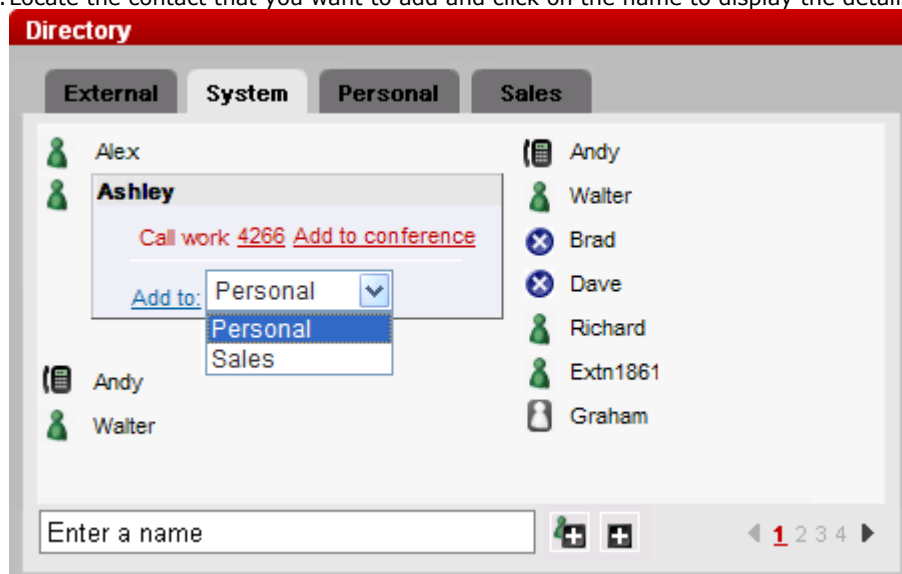 . Locate the contact that you want to add and click on the name to display the detail
Directory
External System Personal Sales
Alex
Ashley
Call work 4266 Add to conference
Add to: Personal
Personal
Sales
Andy
Walter
Andy
Walter
Brad
Dave
Richard
Extn1861
Graham
Enter a name
1 2 3 4